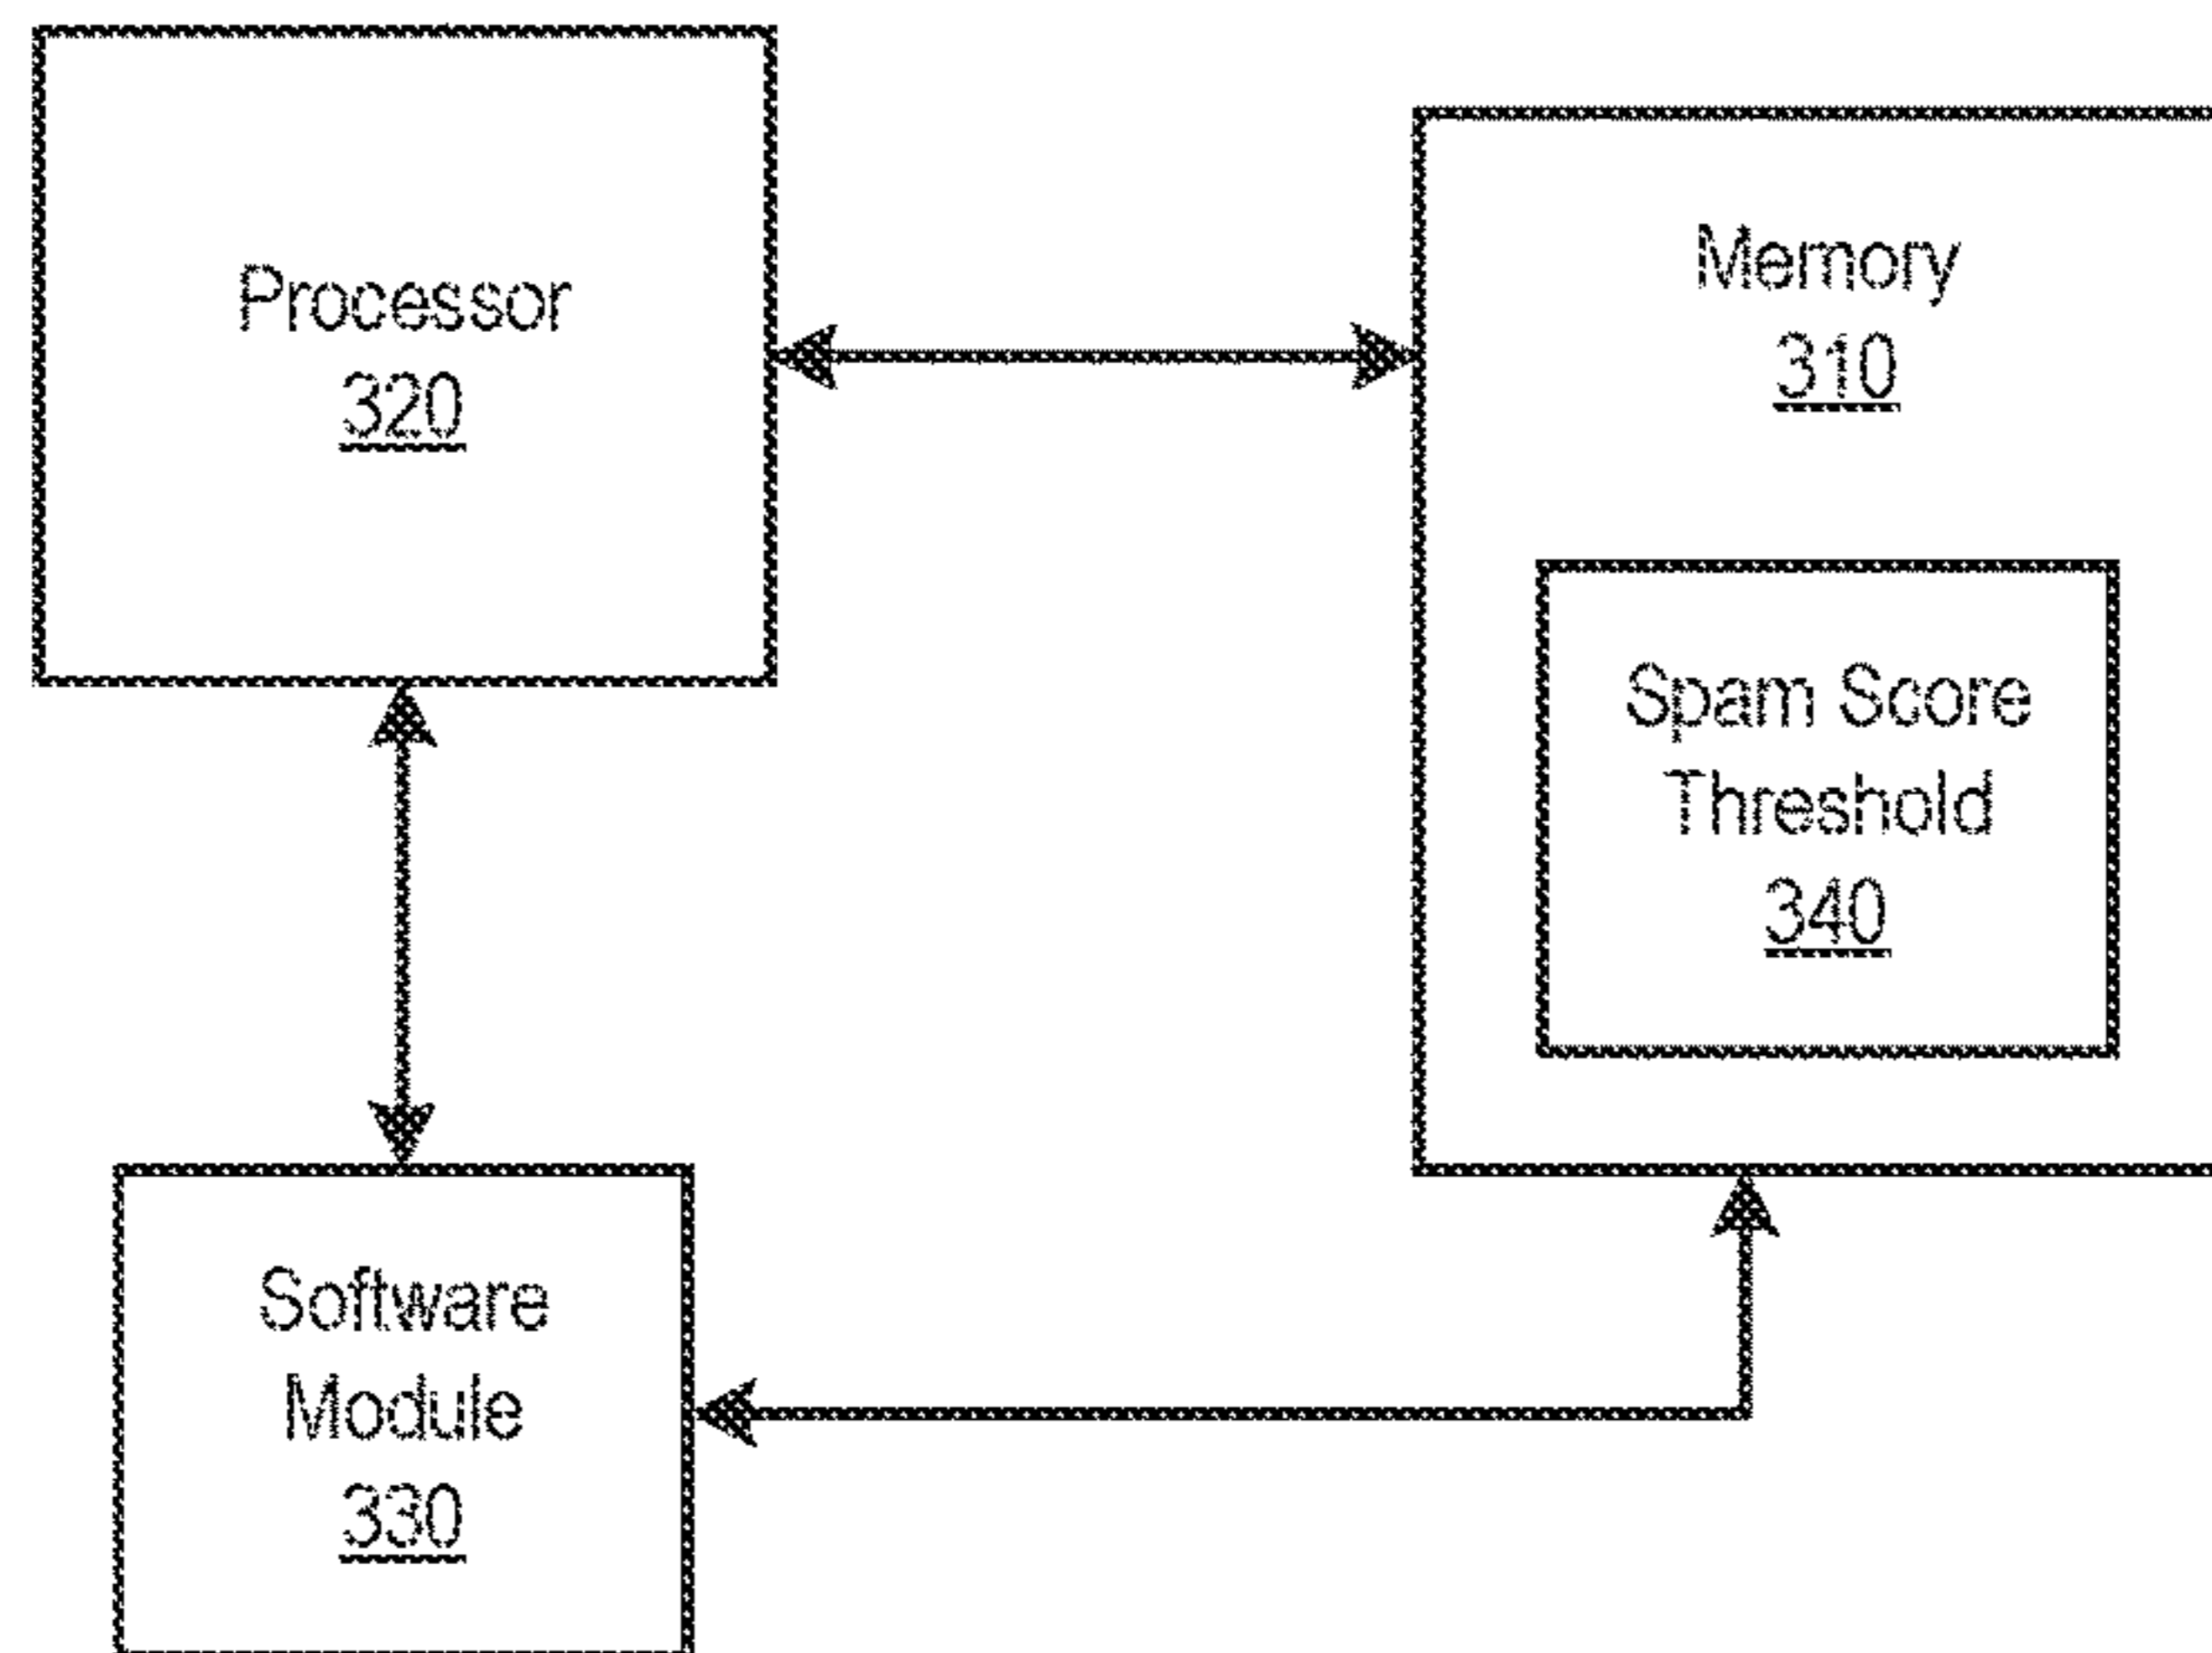 Processor
320
Memory
310
Spam Score
Threshold
340
Software
Module
330